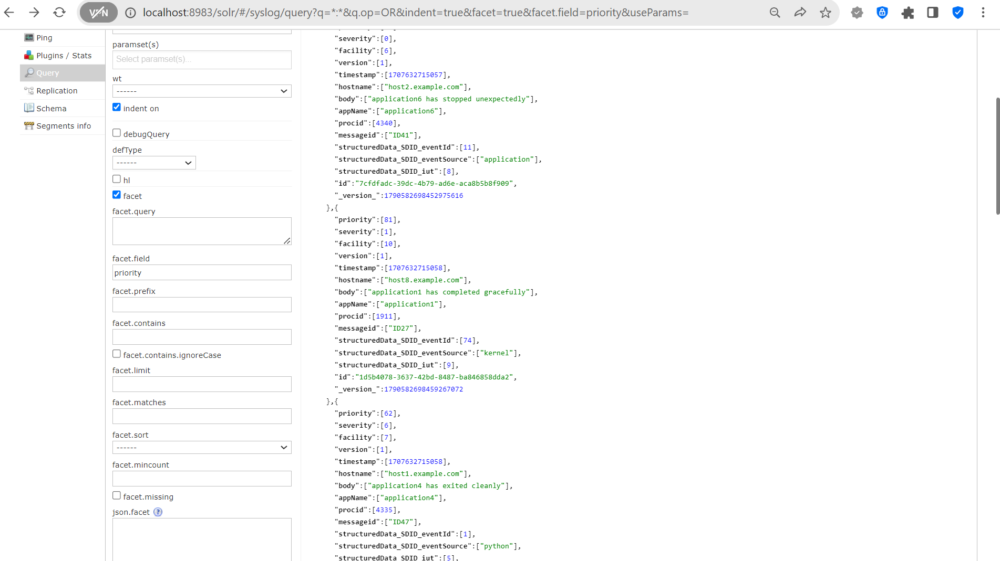 VPN
localhost:8983/solr/#/syslog/query?q=*:*&q.op=OR&indent=true&facet=true&facet.field=priority&useParams=
Ping
Plugins / Stats
Query
Replication
Schema
Segments info
paramset(s)
Select paramset(s)...
wt
------
indent on
debugQuery
defType
------
hl
facet
facet.query
facet.field
priority
facet.prefix
facet.contains
facet.contains.ignoreCase
facet.limit
facet.matches
facet.sort
------
facet.mincount
facet.missing
json.facet ?
"severity":[0],
"facility":[6],
"version":[1],
"timestamp":[1707632715057],
"hostname":["host2.example.com"],
"body":["application6 has stopped unexpectedly"],
"appName":["application6"],
"procid":[4340],
"messageid":["ID41"],
"structuredData_SDID_eventId":[11],
"structuredData_SDID_eventSource":["application"],
"structuredData_SDID_iut":[8],
"id":"7cfdfadc-39dc-4b79-ad6e-aca8b5b8f909",
"_version_":1790582698452975616
},{
"priority":[81],
"severity":[1],
"facility":[10],
"version":[1],
"timestamp":[1707632715058],
"hostname":["host8.example.com"],
"body":["application1 has completed gracefully"],
"appName":["application1"],
"procid":[1911],
"messageid":["ID27"],
"structuredData_SDID_eventId":[74],
"structuredData_SDID_eventSource":["kernel"],
"structuredData_SDID_iut":[9],
"id":"1d5b4078-3637-42bd-8487-ba846858dda2",
"_version_":1790582698459267072
},{
"priority":[62],
"severity":[6],
"facility":[7],
"version":[1],
"timestamp":[1707632715058],
"hostname":["host1.example.com"],
"body":["application4 has exited cleanly"],
"appName":["application4"],
"procid":[4335],
"messageid":["ID47"],
"structuredData_SDID_eventId":[1],
"structuredData_SDID_eventSource":["python"],
"structuredData_SDID_iut":[5],